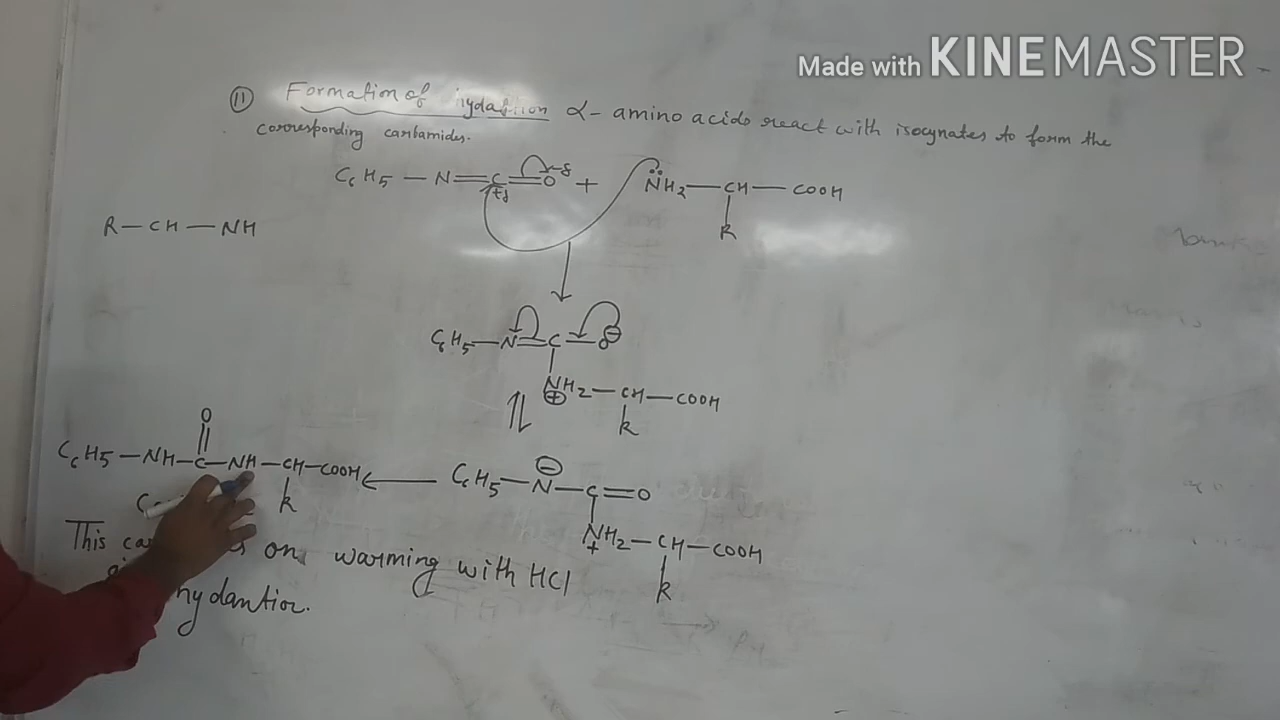 Made with KINEMASTER
11 Formation of hydantion α- amino acids react with isocynates to form the
corresponding carbamides.
C6H5 — N=C=O + NH2—CH—COOH
+δ -δ
R
R—CH—NH
C6H5—N=C—O ⊖
NH2—CH—COOH
⊕
R
O
C6H5—NH—C—NH—CH—COOH ← C6H5—N—C=O
⊖
R
NH2—CH—COOH
+
R
This on warming with HCl
hydantior.